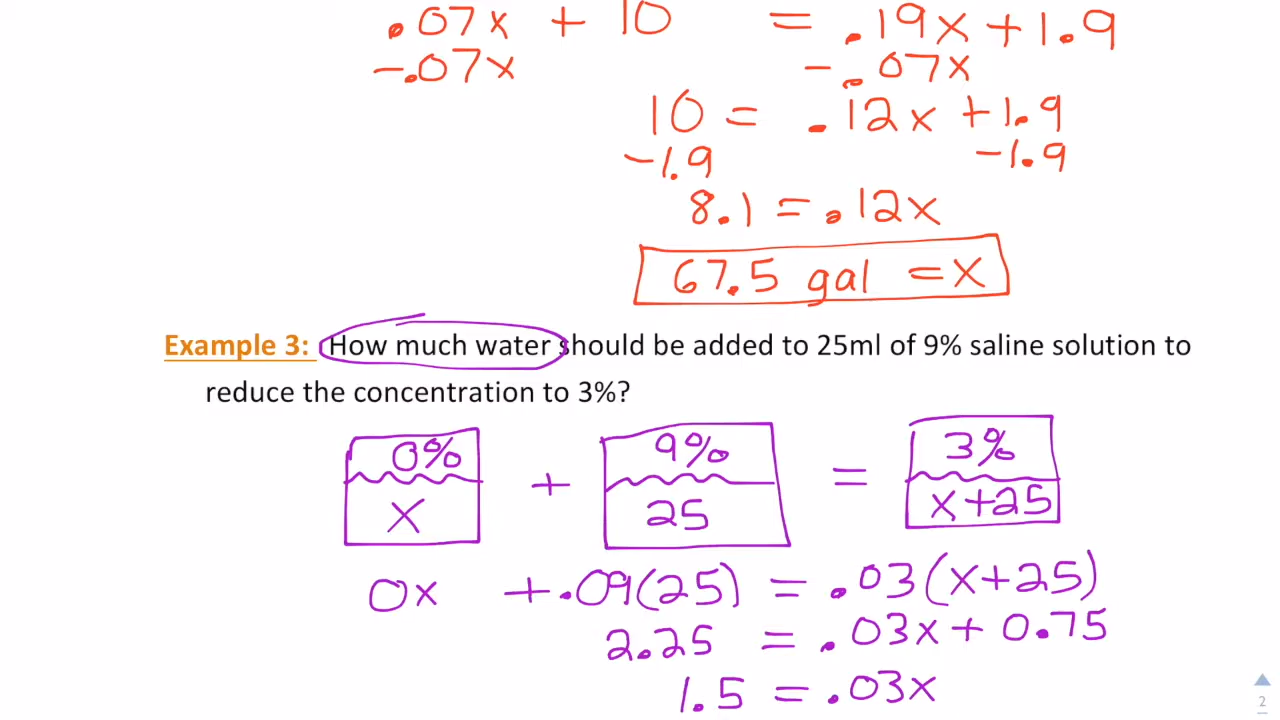 .07x + 10 = .19x + 1.9
-.07x -.07x
10 = .12x + 1.9
-1.9 -1.9
8.1 = .12x
67.5 gal = x
Example 3: How much water should be added to 25ml of 9% saline solution to
reduce the concentration to 3%?
0% 9% 3%
x + 25 = x+25
0x + .09(25) = .03(x+25)
2.25 = .03x + 0.75
1.5 = .03x
2